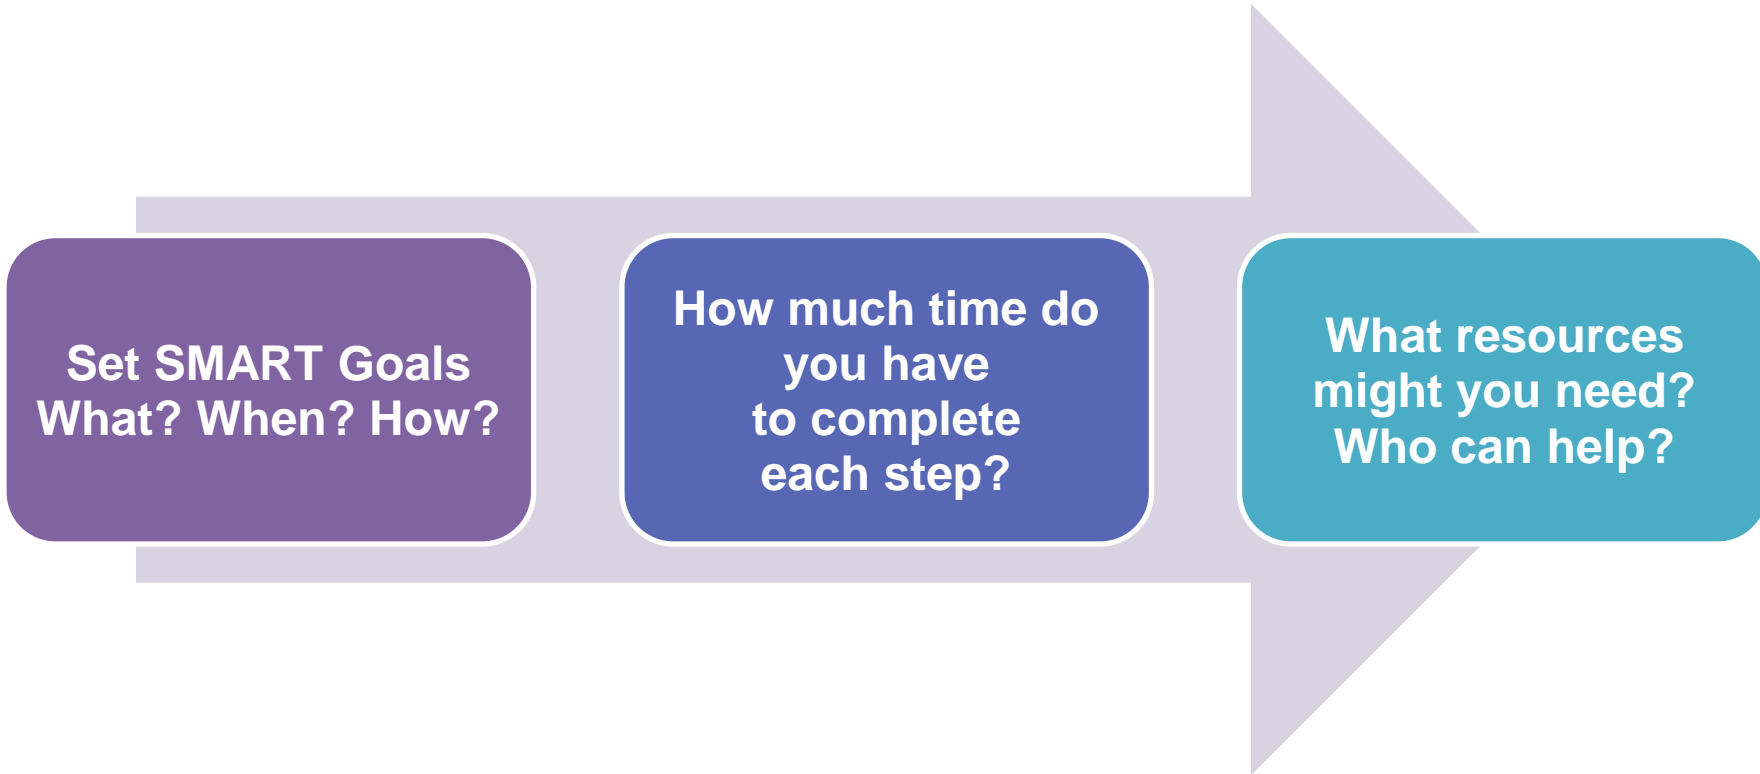 Set SMART Goals
What? When? How?
How much time do
you have
to complete
each step?
What resources
might you need?
Who can help?